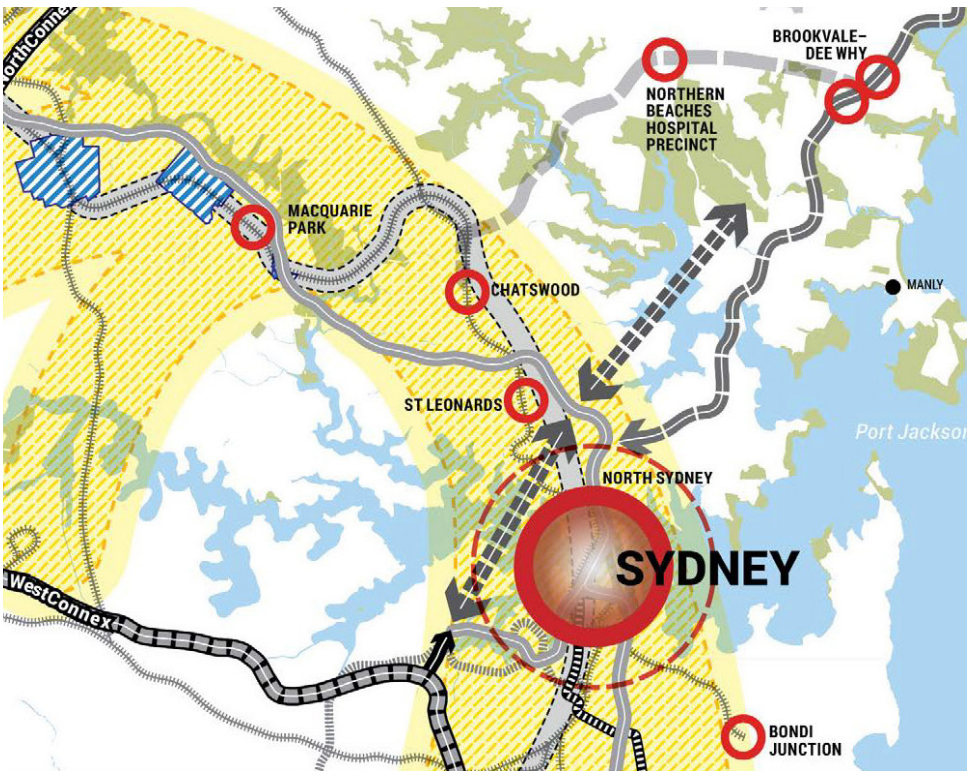 NorthConnex
BROOKVALE–
DEE WHY
NORTHERN
BEACHES
HOSPITAL
PRECINCT
MACQUARIE
PARK
CHATSWOOD
MANLY
ST LEONARDS
Port Jackson
NORTH SYDNEY
SYDNEY
WestConnex
BONDI
JUNCTION